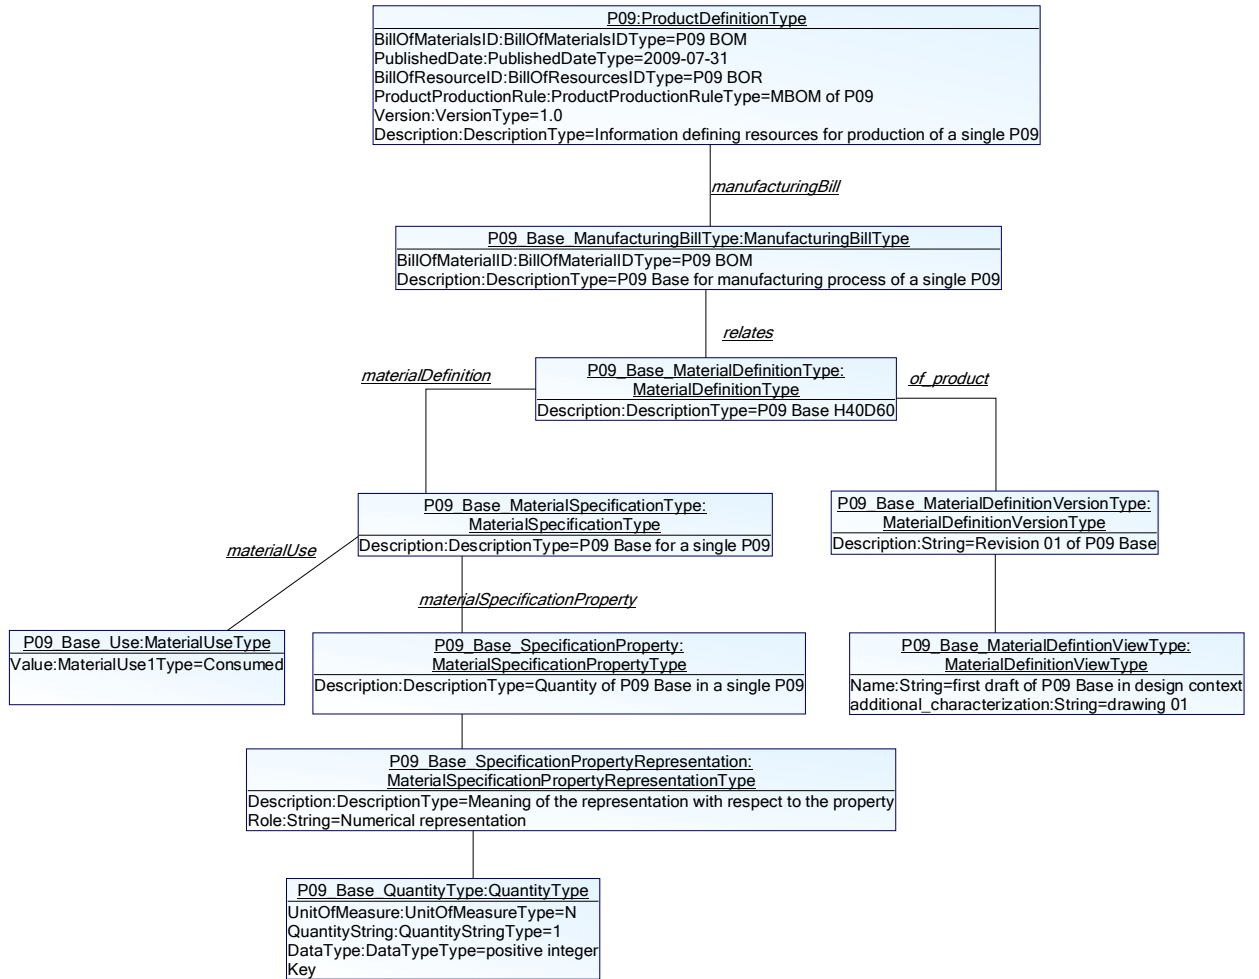 P09:ProductDefinitionType
BillOfMaterialsID:BillOfMaterialsIDType=P09 BOM
PublishedDate:PublishedDateType=2009-07-31
BillOfResourceID:BillOfResourcesIDType=P09 BOR
ProductProductionRule:ProductProductionRuleType=MBOM of P09
Version:VersionType=1.0
Description:DescriptionType=Information defining resources for production of a single P09
manufacturingBill
P09_Base_ManufacturingBillType:ManufacturingBillType
BillOfMaterialID:BillOfMaterialIDType=P09 BOM
Description:DescriptionType=P09 Base for manufacturing process of a single P09
relates
materialDefinition
P09_Base_MaterialDefinitionType:
MaterialDefinitionType
Description:DescriptionType=P09 Base H40D60
of_product
P09_Base_MaterialSpecificationType:
MaterialSpecificationType
Description:DescriptionType=P09 Base for a single P09
P09_Base_MaterialDefinitionVersionType:
MaterialDefinitionVersionType
Description:String=Revision 01 of P09 Base
materialUse
materialSpecificationProperty
P09_Base_Use:MaterialUseType
Value:MaterialUse1Type=Consumed
P09_Base_SpecificationProperty:
MaterialSpecificationPropertyType
Description:DescriptionType=Quantity of P09 Base in a single P09
P09_Base_MaterialDefintionViewType:
MaterialDefinitionViewType
Name:String=first draft of P09 Base in design context
additional_characterization:String=drawing 01
P09_Base_SpecificationPropertyRepresentation:
MaterialSpecificationPropertyRepresentationType
Description:DescriptionType=Meaning of the representation with respect to the property
Role:String=Numerical representation
P09_Base_QuantityType:QuantityType
UnitOfMeasure:UnitOfMeasureType=N
QuantityString:QuantityStringType=1
DataType:DataTypeType=positive integer
Key